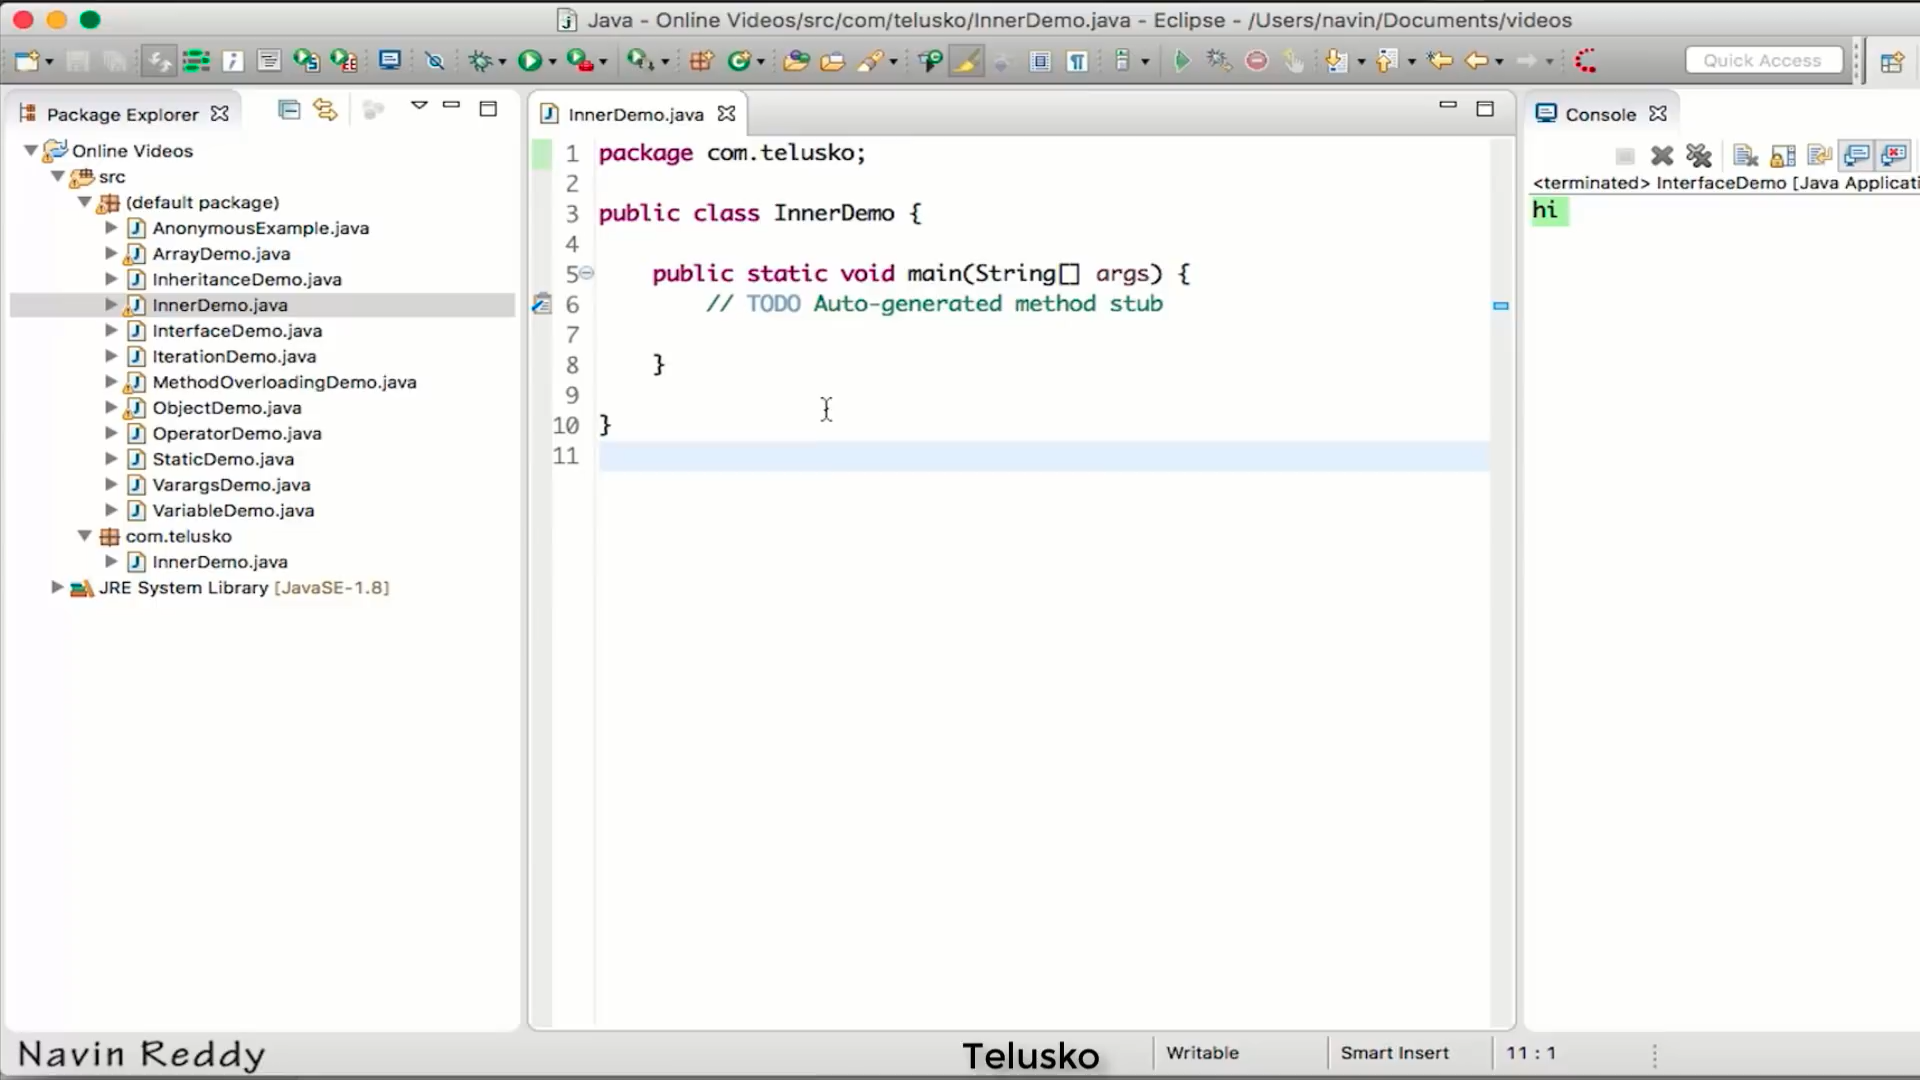 Java - Online Videos/src/com/telusko/InnerDemo.java - Eclipse - /Users/navin/Documents/videos
Quick Access
Package Explorer
Online Videos
src
(default package)
AnonymousExample.java
ArrayDemo.java
InheritanceDemo.java
InnerDemo.java
InterfaceDemo.java
IterationDemo.java
MethodOverloadingDemo.java
ObjectDemo.java
OperatorDemo.java
StaticDemo.java
VarargsDemo.java
VariableDemo.java
com.telusko
InnerDemo.java
JRE System Library [JavaSE-1.8]
InnerDemo.java
1 package com.telusko;
2
3 public class InnerDemo {
4
5 public static void main(String[] args) {
6 // TODO Auto-generated method stub
7
8 }
9
10 }
11
Console
<terminated> InterfaceDemo [Java Applicati
hi
Navin Reddy
Telusko
Writable
Smart Insert
11 : 1